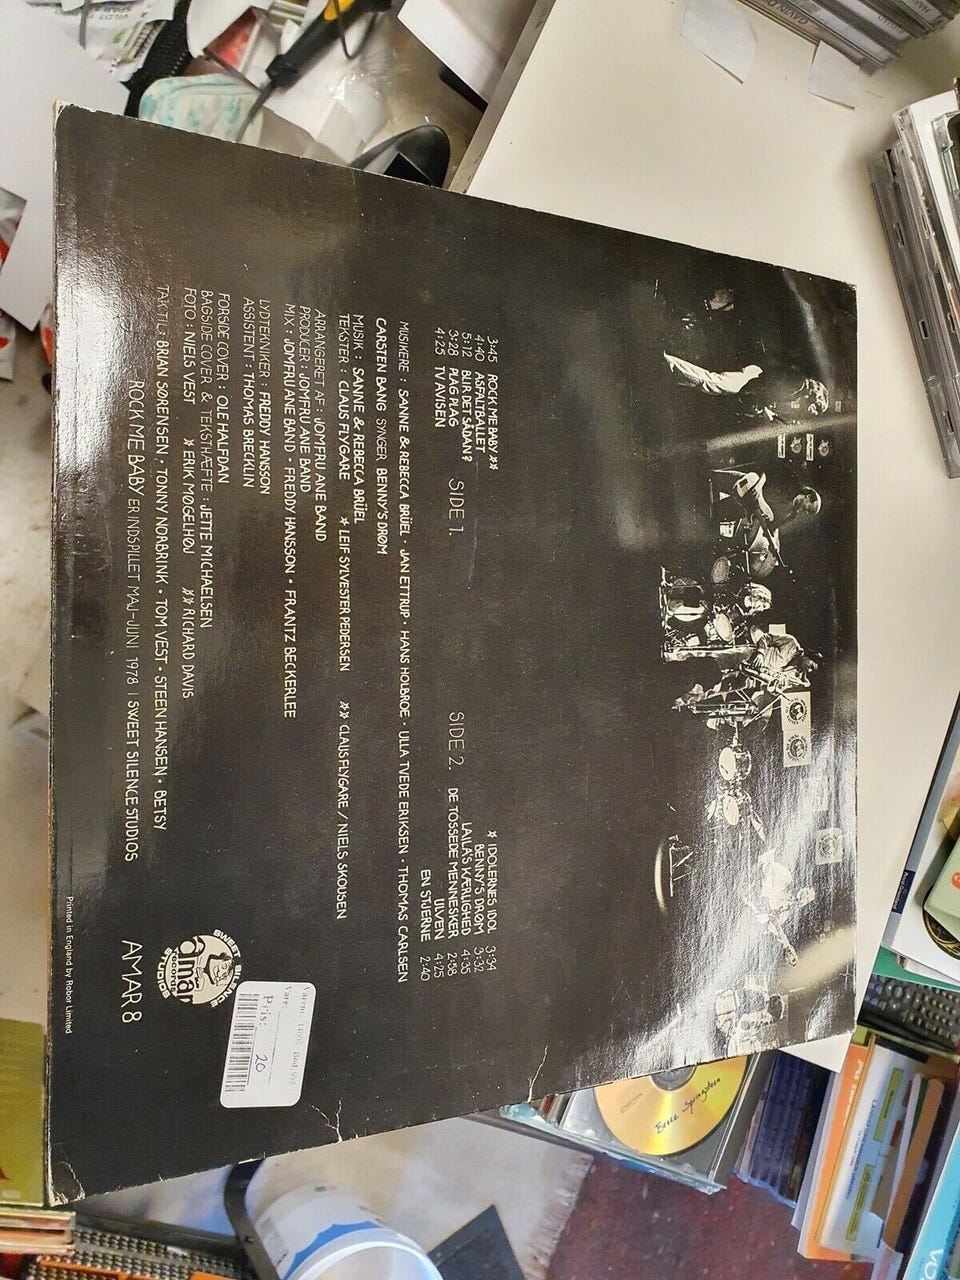 3:45 ROCK ME BABY **
4:40 ASFALTBALLET
5:12 BLIR DET SÅDAN?
3:28 PLAG PLAG
4:25 TV AVISEN
SIDE 1.
SIDE 2.
* IDOLERNES IDOL 3:34
BENNY'S DRØM 3:32
LAILA'S KÆRLIGHED 4:35
DE TOSSEDE MENNESKER 2:58
ULVEN 4:25
EN STJERNE 2:40
MUSIKERE : SANNE & REBECCA BRÜEL • JAN ETTRUP • HANS HOLBROE • ULLA TVEDE ERIKSEN • THOMAS CARLSEN
CARSTEN BANG SYNGER BENNY'S DRØM
MUSIK : SANNE & REBECCA BRÜEL
TEKSTER : CLAUS FLYGARE * LEIF SYLVESTER PEDERSEN ** CLAUS FLYGARE / NIELS SKOUSEN
ARRANGERET AF : JOMFRU ANE BAND
PRODUCER : JOMFRU ANE BAND
MIX : JOMFRU ANE BAND • FREDDY HANSSON • FRANTZ BECKERLEE
LYDTEKNIKER : FREDDY HANSSON
ASSISTENT : THOMAS BRECKLIN
FORSIDE COVER : OLE HALFDAN
BAGSIDE COVER & TEKSTHÆFTE : JETTE MICHAELSEN
FOTO : NIELS VEST * ERIK MØGELHØJ ** RICHARD DAVIS
TAK TIL : BRIAN SØRENSEN • TONNY NORBRINK • TOM VEST • STEEN HANSEN • BETSY
ROCK ME BABY ER INDSPILLET MAJ-JUNI 1978 I SWEET SILENCE STUDIOS
SWEET SILENCE STUDIOS
AMAR 8
Printed in England by Robor Limited
Pris:
20
Bruce Springsteen